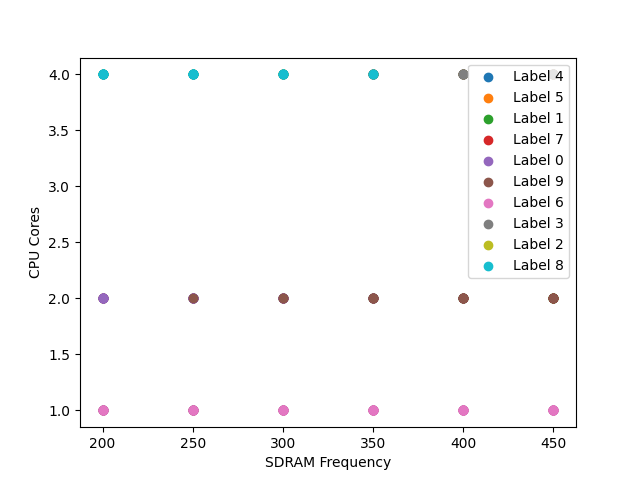 4.0
3.5
3.0
2.5
2.0
1.5
1.0
CPU Cores
200 250 300 350 400 450
SDRAM Frequency
Label 4
Label 5
Label 1
Label 7
Label 0
Label 9
Label 6
Label 3
Label 2
Label 8